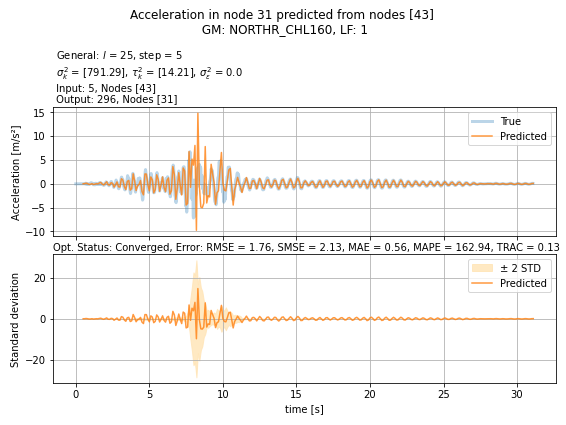 Acceleration in node 31 predicted from nodes [43]
GM: NORTHR_CHL160, LF: 1
General: l = 25, step = 5
σ²ₖ = [791.29], τ²ₖ = [14.21], σ²ε = 0.0
Input: 5, Nodes [43]
Output: 296, Nodes [31]
Acceleration [m/s²]
15
10
5
0
−5
−10
True
Predicted
Opt. Status: Converged, Error: RMSE = 1.76, SMSE = 2.13, MAE = 0.56, MAPE = 162.94, TRAC = 0.13
Standard deviation
20
0
−20
± 2 STD
Predicted
0 5 10 15 20 25 30
time [s]